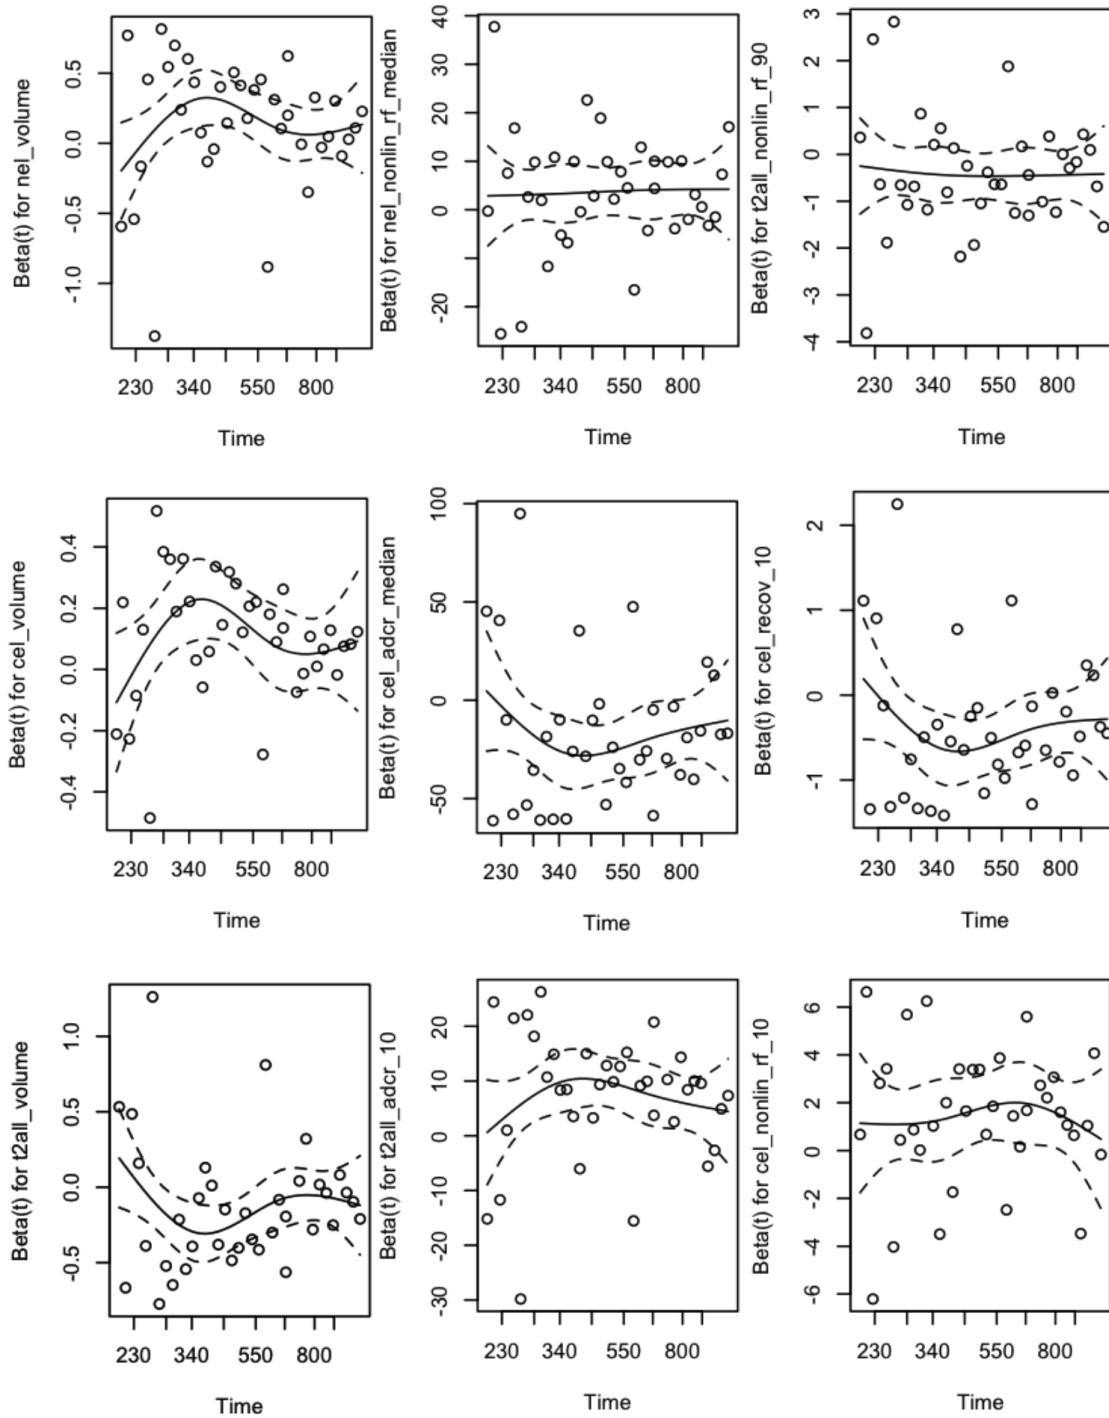 Beta(t) for nel_volume
0.5
0.0
-0.5
-1.0
230 340 550 800
Time
Beta(t) for nel_nonlin_rf_median
40
30
20
10
0
-20
230 340 550 800
Time
Beta(t) for t2all_nonlin_rf_90
3
2
1
0
-1
-2
-3
-4
230 340 550 800
Time
Beta(t) for cel_volume
0.4
0.2
0.0
-0.2
-0.4
230 340 550 800
Time
Beta(t) for cel_adcr_median
100
50
0
-50
230 340 550 800
Time
Beta(t) for cel_recov_10
2
1
0
-1
230 340 550 800
Time
Beta(t) for t2all_volume
1.0
0.5
0.0
-0.5
230 340 550 800
Time
Beta(t) for t2all_adcr_10
20
10
0
-10
-20
-30
230 340 550 800
Time
Beta(t) for cel_nonlin_rf_10
6
4
2
0
-2
-4
-6
230 340 550 800
Time